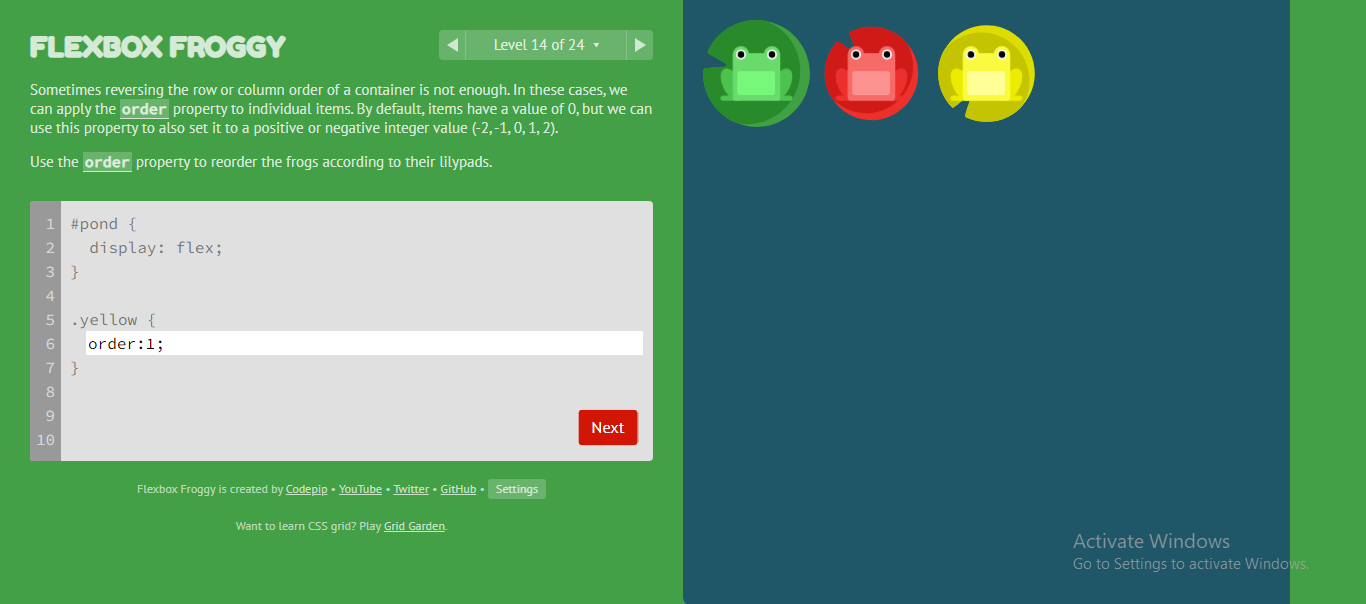 FLEXBOX FROGGY
Level 14 of 24
Sometimes reversing the row or column order of a container is not enough. In these cases, we
can apply the order property to individual items. By default, items have a value of 0, but we can
use this property to also set it to a positive or negative integer value (-2, -1, 0, 1, 2).
Use the order property to reorder the frogs according to their lilypads.
1 #pond {
2 display: flex;
3 }
4
5 .yellow {
6 order:1;
7 }
8
9
10
Next
Flexbox Froggy is created by Codepip • YouTube • Twitter • GitHub • Settings
Want to learn CSS grid? Play Grid Garden.
Activate Windows
Go to Settings to activate Windows.